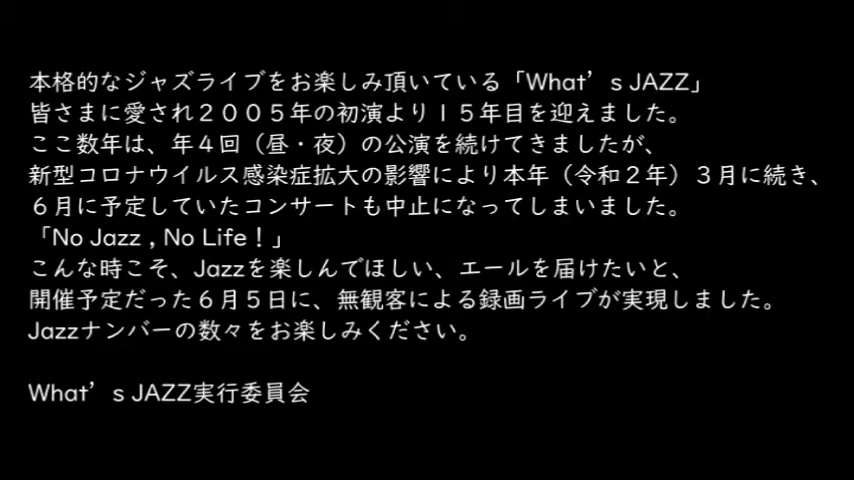 本格的なジャズライブをお楽しみ頂いている「What’s JAZZ」
皆さまに愛され２００５年の初演より１５年目を迎えました。
ここ数年は、年４回（昼・夜）の公演を続けてきましたが、
新型コロナウイルス感染症拡大の影響により本年（令和２年）３月に続き、
６月に予定していたコンサートも中止になってしまいました。
「No Jazz , No Life！」
こんな時こそ、Jazzを楽しんでほしい、エールを届けたいと、
開催予定だった６月５日に、無観客による録画ライブが実現しました。
Jazzナンバーの数々をお楽しみください。
What’s JAZZ実行委員会